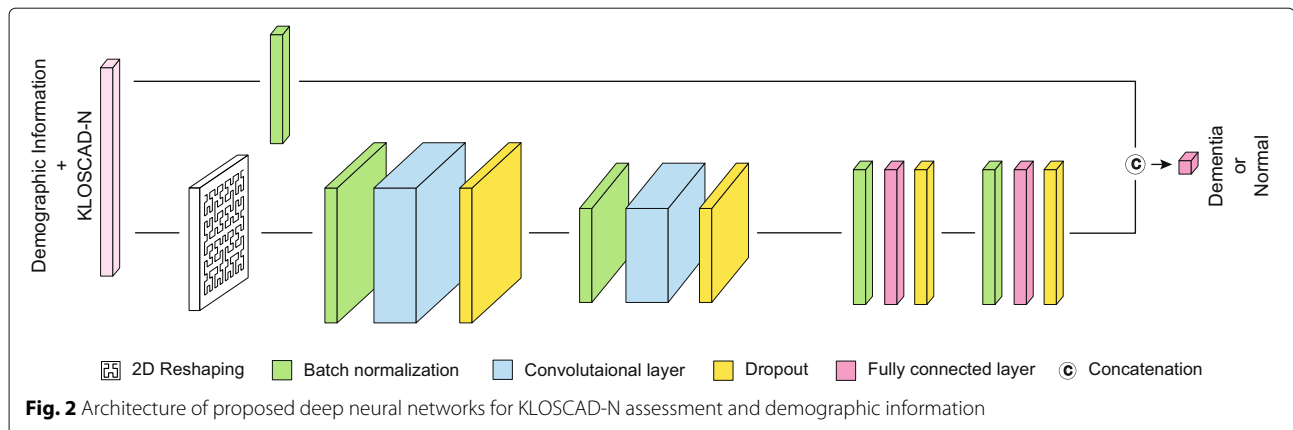 Demographic Information
+
KLOSCAD-N
C
Dementia
or
Normal
2D Reshaping
Batch normalization
Convolutaional layer
Dropout
Fully connected layer
C Concatenation
Fig. 2 Architecture of proposed deep neural networks for KLOSCAD-N assessment and demographic information